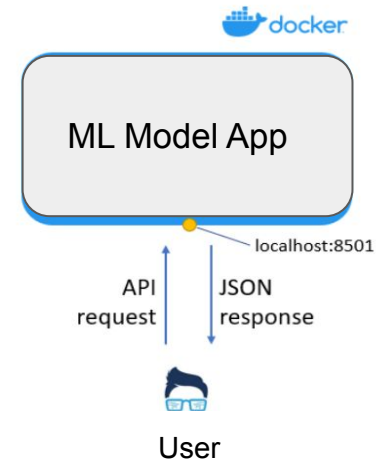 docker
ML Model App
localhost:8501
API
request
JSON
response
User